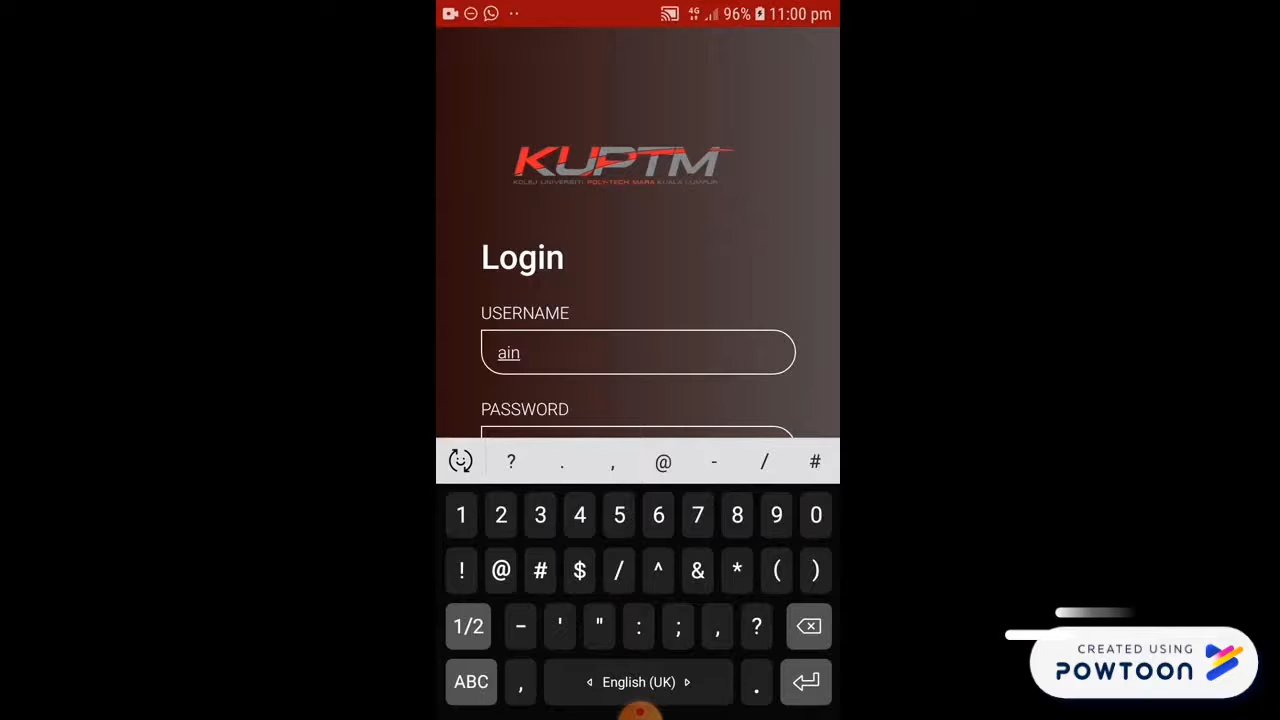 4G 96% 11:00 pm
KUPTM
KOLEJ UNIVERSITI POLY-TECH MARA KUALA LUMPUR
Login
USERNAME
ain
PASSWORD
? . , @ - / #
1 2 3 4 5 6 7 8 9 0
! @ # $ / ^ & * ( )
1/2 - ' " : ; , ?
ABC , English (UK) .
CREATED USING
POWTOON